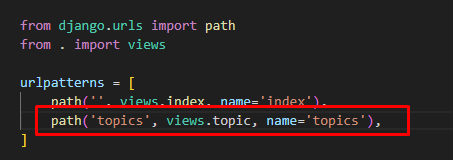 from django.urls import path
from . import views
urlpatterns = [
path('', views.index, name='index'),
path('topics', views.topic, name='topics'),
]